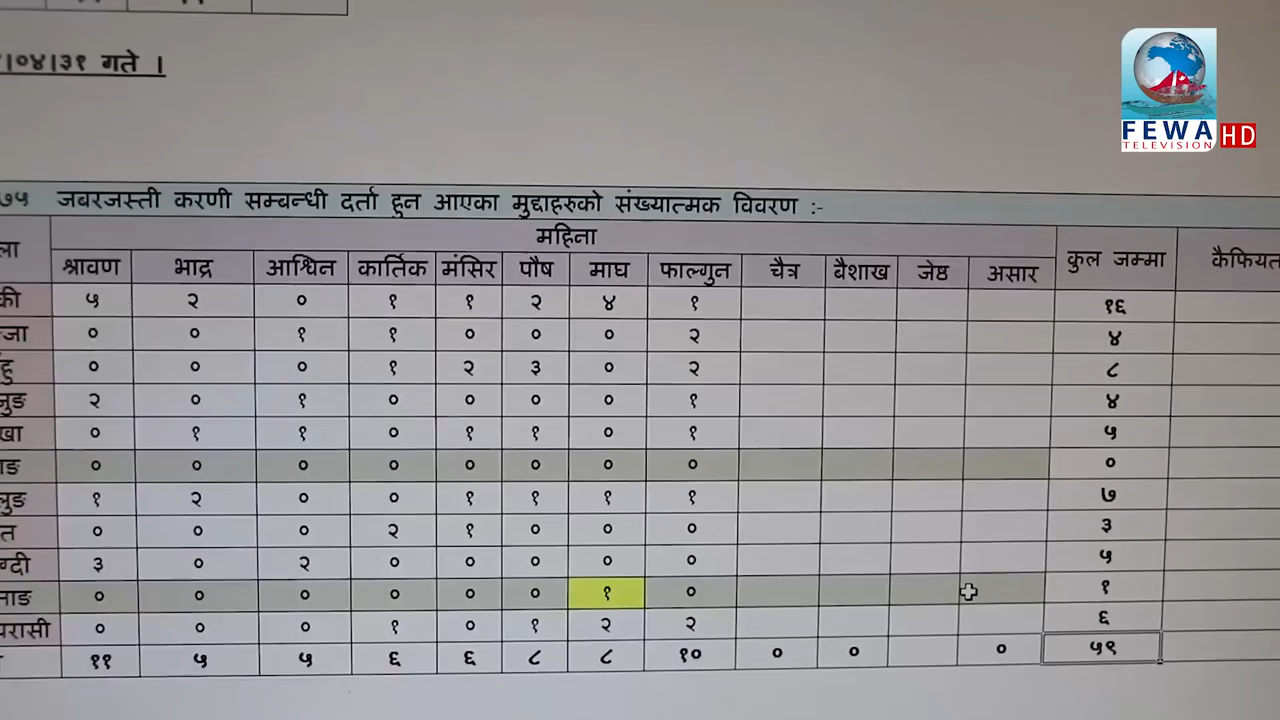 ।०४।३१ गते ।
FEWA HD
TELEVISION
७५ जबरजस्ती करणी सम्बन्धी दर्ता हुन आएका मुद्दाहरुको संख्यात्मक विवरण :-
ला महिना कुल जम्मा कैफियत
श्रावण भाद्र आश्विन कार्तिक मंसिर पौष माघ फाल्गुन चैत्र बैशाख जेष्ठ असार
की ५ २ ० १ १ २ ४ १ १६
जा ० ० १ १ ० ० ० २ ४
हुँ ० ० ० १ २ ३ ० २ ८
जुङ २ ० १ ० ० ० ० १ ४
खा ० १ १ ० १ १ ० १ ५
ाङ ० ० ० ० ० ० ० ० ०
लुङ १ २ ० ० १ १ १ १ ७
त ० ० ० २ १ ० ० ० ३
ग्दी ३ ० २ ० ० ० ० ० ५
नाङ ० ० ० ० ० ० १ ० १
परासी ० ० ० १ ० १ २ २ ६
११ ५ ५ ६ ६ ८ ८ १० ० ० ० ५९